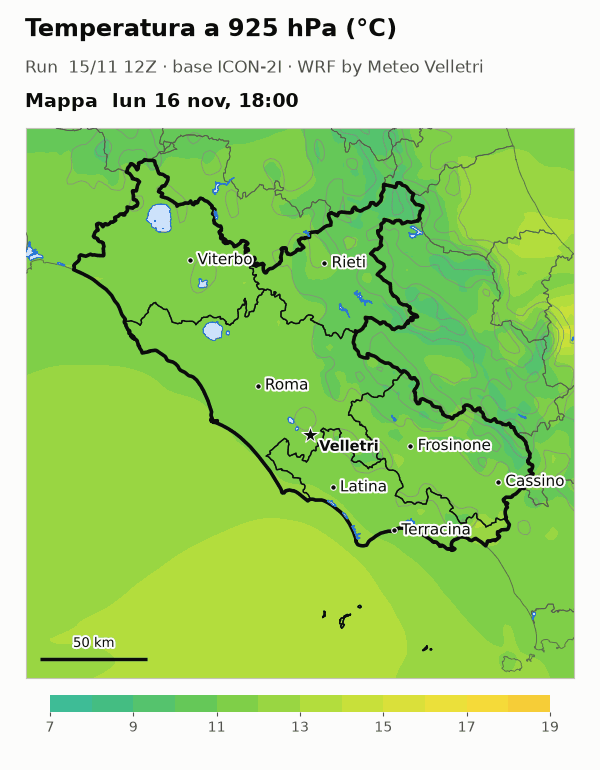 Temperatura a 925 hPa (°C)
Run  15/11 12Z · base ICON-2I · WRF by Meteo Velletri
Mappa  lun 16 nov, 18:00
Viterbo
Rieti
Roma
Velletri
Frosinone
Cassino
Latina
Terracina
50 km
7 9 11 13 15 17 19